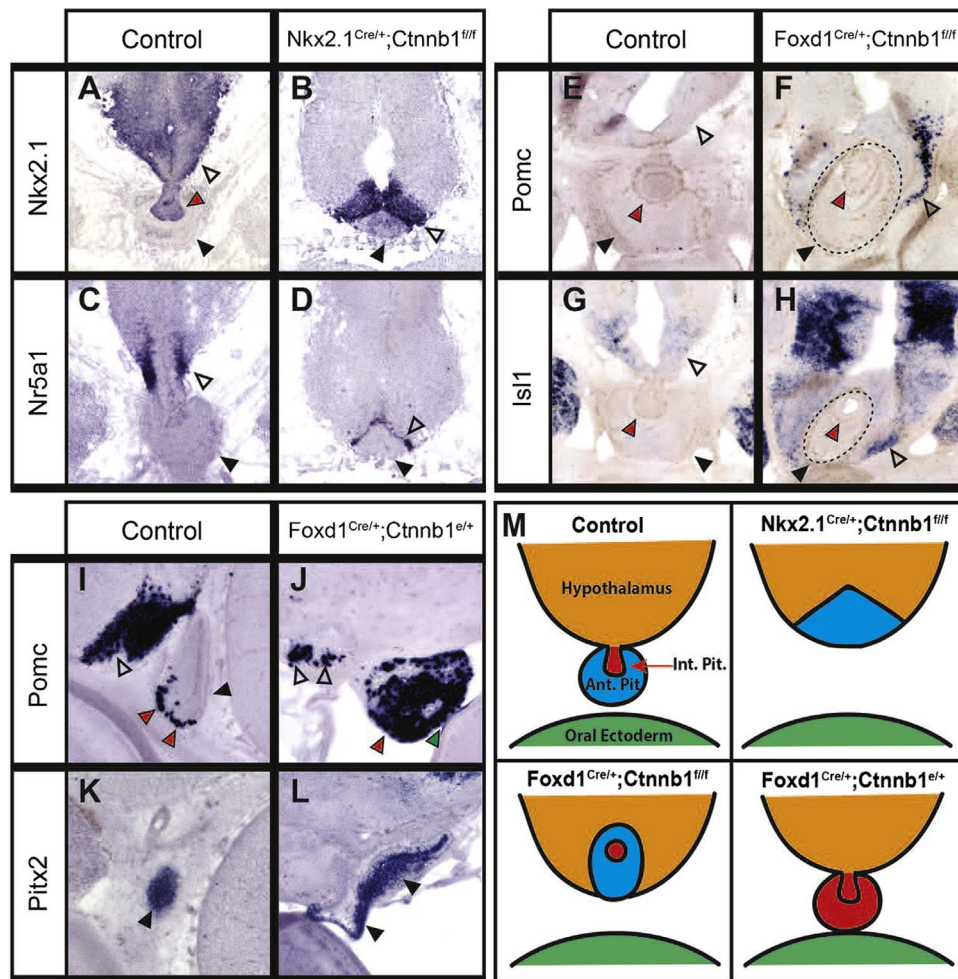 Control
Nkx2.1Cre/+;Ctnnb1f//f
Control
Foxd1Cre/+;Ctnnb1f//f
Nkx2.1
A
B
Pomc
E
F
Nr5a1
C
D
Isl1
G
H
Control
Foxd1Cre/+;Ctnnb1e/+
Pomc
I
J
Pitx2
K
L
M
Control
Hypothalamus
Int. Pit.
Ant. Pit.
Oral Ectoderm
Nkx2.1Cre/+;Ctnnb1f//f
Foxd1Cre/+;Ctnnb1f//f
Foxd1Cre/+;Ctnnb1e/+